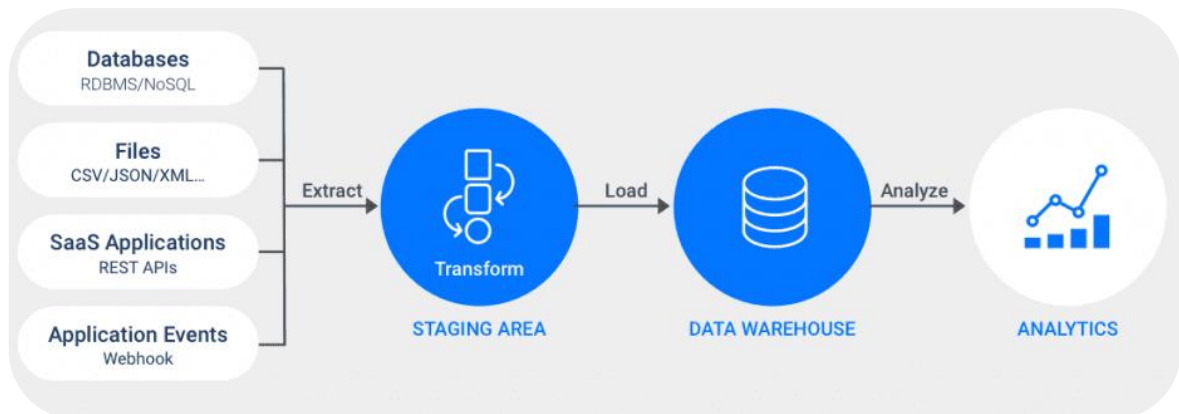 Databases
RDBMS/NoSQL
Files
CSV/JSON/XML...
SaaS Applications
REST APIs
Application Events
Webhook
Extract
Transform
STAGING AREA
Load
DATA WAREHOUSE
Analyze
ANALYTICS